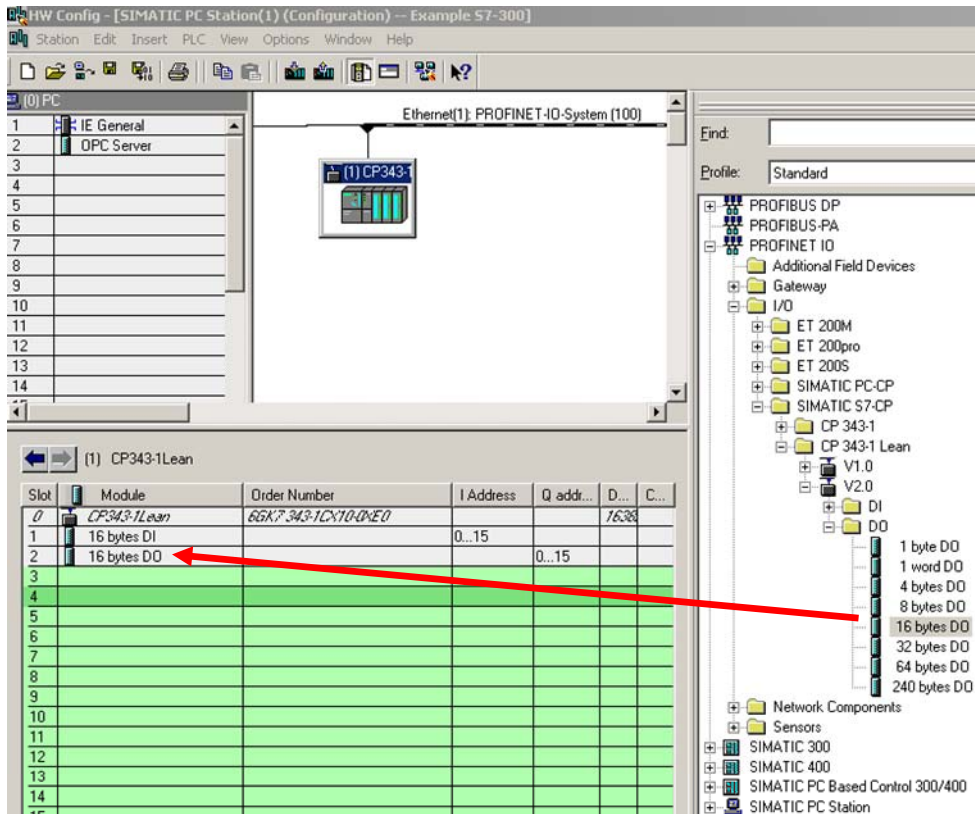 HW Config - [SIMATIC PC Station(1) (Configuration) -- Example S7-300]
Station Edit Insert PLC View Options Window Help
(0) PC
1 IE General
2 OPC Server
3
4
5
6
7
8
9
10
11
12
13
14
Ethernet(1): PROFINET-IO-System (100)
(1) CP343-1
Find:
Profile: Standard
PROFIBUS DP
PROFIBUS-PA
PROFINET IO
Additional Field Devices
Gateway
I/O
ET 200M
ET 200pro
ET 200S
SIMATIC PC-CP
SIMATIC S7-CP
CP 343-1
CP 343-1 Lean
V1.0
V2.0
DI
DO
1 byte DO
1 word DO
4 bytes DO
8 bytes DO
16 bytes DO
32 bytes DO
64 bytes DO
240 bytes DO
Network Components
Sensors
SIMATIC 300
SIMATIC 400
SIMATIC PC Based Control 300/400
SIMATIC PC Station
(1) CP343-1Lean
Slot Module Order Number I Address Q addr... D... C...
0 CP343-1Lean 6GK7 343-1CX10-0XE0
1 16 bytes DI 0...15
2 16 bytes DO 0...15
3
4
5
6
7
8
9
10
11
12
13
14